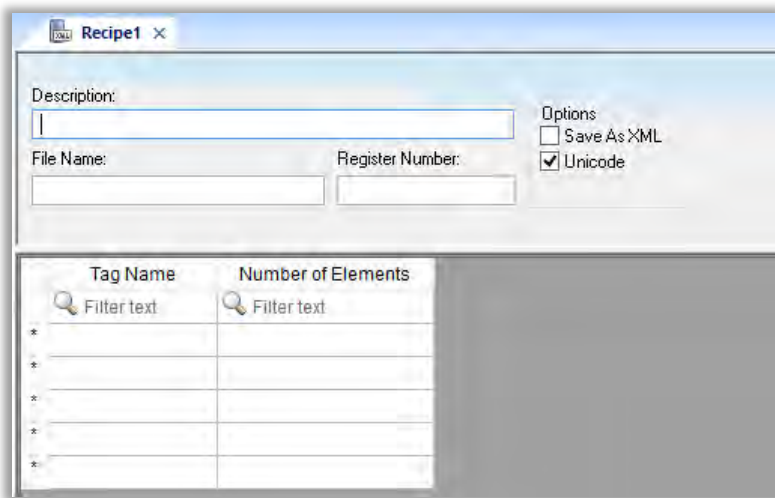 Recipe1
Description:
Options
Save As XML
File Name:
Register Number:
Unicode
Tag Name
Number of Elements
Filter text
Filter text
*
*
*
*
*